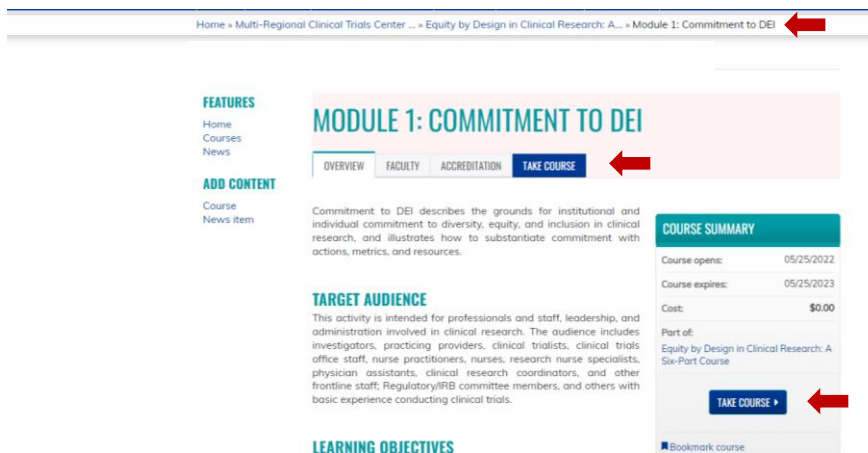 Home » Multi-Regional Clinical Trials Center ... » Equity by Design in Clinical Research: A... » Module 1: Commitment to DEI
FEATURES
Home
Courses
News
ADD CONTENT
Course
News item
MODULE 1: COMMITMENT TO DEI
OVERVIEW FACULTY ACCREDITATION TAKE COURSE
Commitment to DEI describes the grounds for institutional and
individual commitment to diversity, equity, and inclusion in clinical
research, and illustrates how to substantiate commitment with
actions, metrics, and resources.
TARGET AUDIENCE
This activity is intended for professionals and staff, leadership, and
administration involved in clinical research. The audience includes
investigators, practicing providers, clinical trialists, clinical trials
office staff, nurse practitioners, nurses, research nurse specialists,
physician assistants, clinical research coordinators, and other
frontline staff; Regulatory/IRB committee members, and others with
basic experience conducting clinical trials.
LEARNING OBJECTIVES
COURSE SUMMARY
Course opens: 05/25/2022
Course expires: 05/25/2023
Cost: $0.00
Part of:
Equity by Design in Clinical Research: A
Six-Part Course
TAKE COURSE
Bookmark course